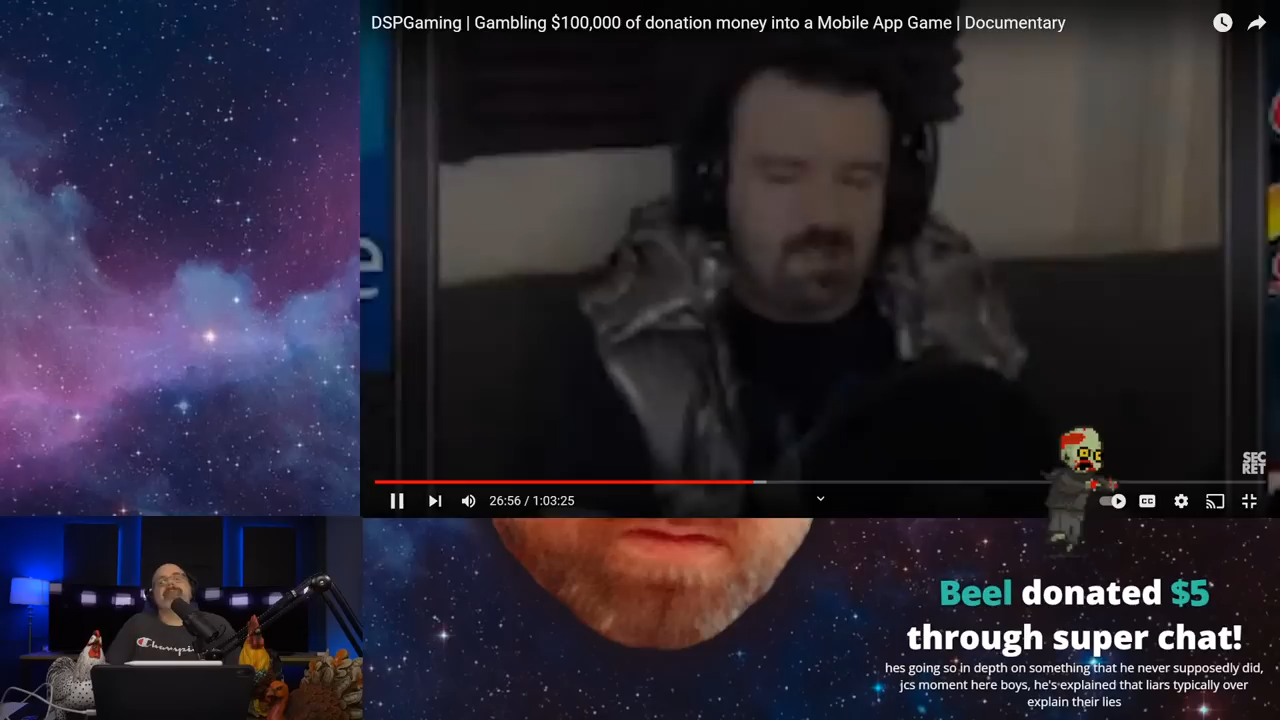 DSPGaming | Gambling $100,000 of donation money into a Mobile App Game | Documentary
SEC
RET
26:56 / 1:03:25
CC
Champion
Beel donated $5
through super chat!
hes going so in depth on something that he never supposedly did,
jcs moment here boys, he's explained that liars typically over
explain their lies